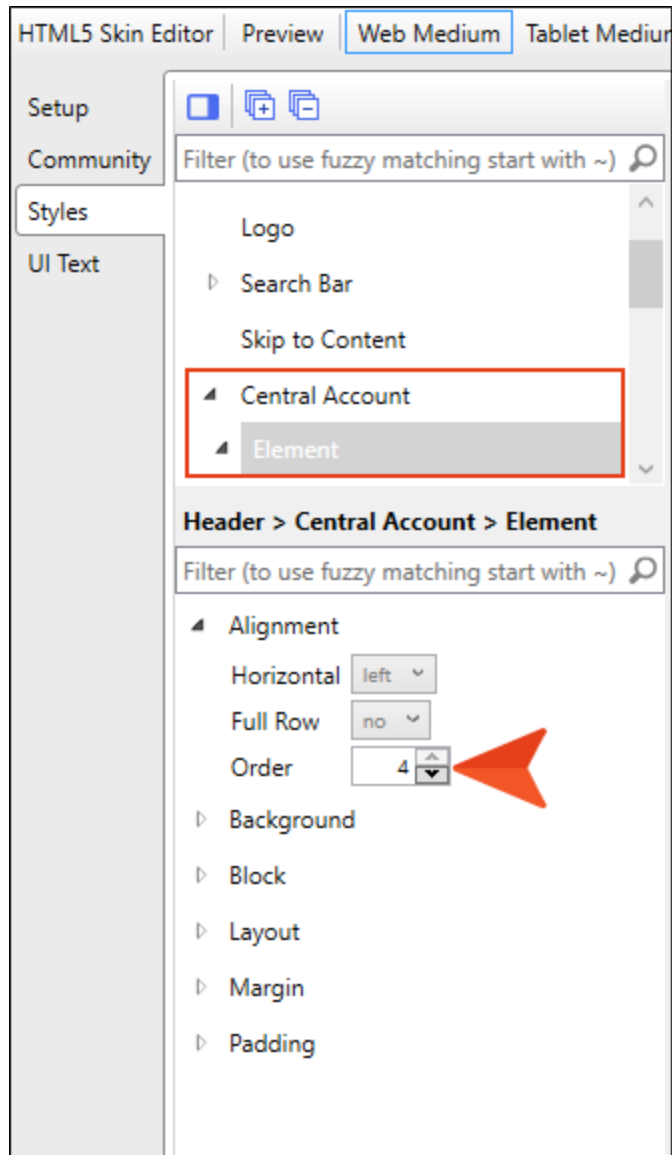 HTML5 Skin Editor Preview Web Medium Tablet Medium
Setup
Community
Styles
UI Text
Filter (to use fuzzy matching start with ~)
Logo
Search Bar
Skip to Content
Central Account
Element
Header > Central Account > Element
Filter (to use fuzzy matching start with ~)
Alignment
Horizontal left
Full Row no
Order 4
Background
Block
Layout
Margin
Padding